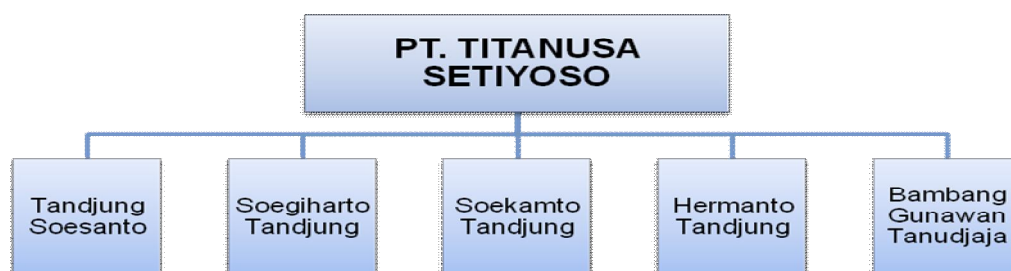 PT. TITANUSA
SETIYOSO
Tandjung
Soesanto
Soegiharto
Tandjung
Soekamto
Tandjung
Hermanto
Tandjung
Bambang
Gunawan
Tanudjaja